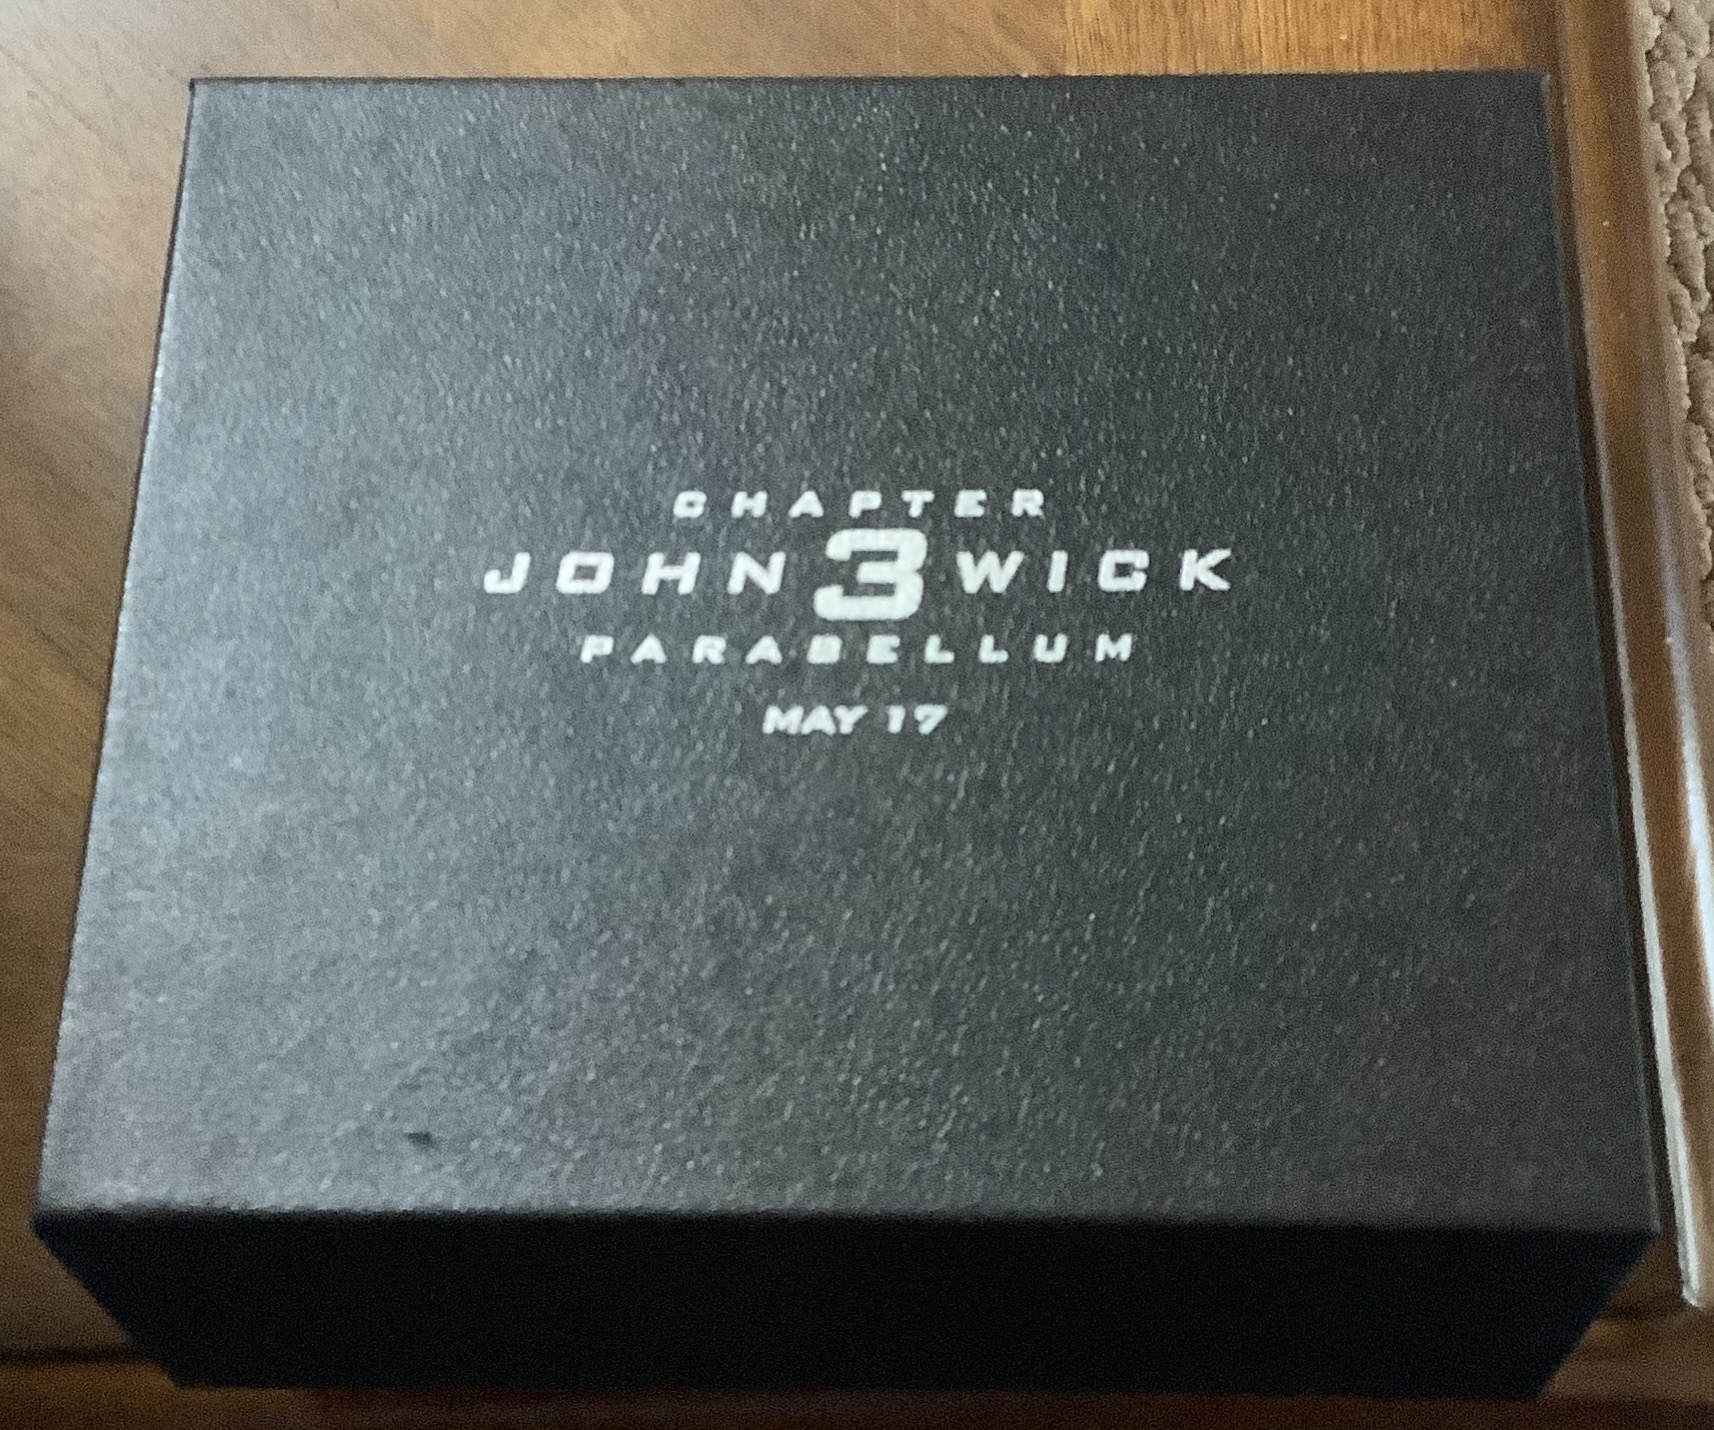 CHAPTER
JOHN 3 WICK
PARABELLUM
MAY 17